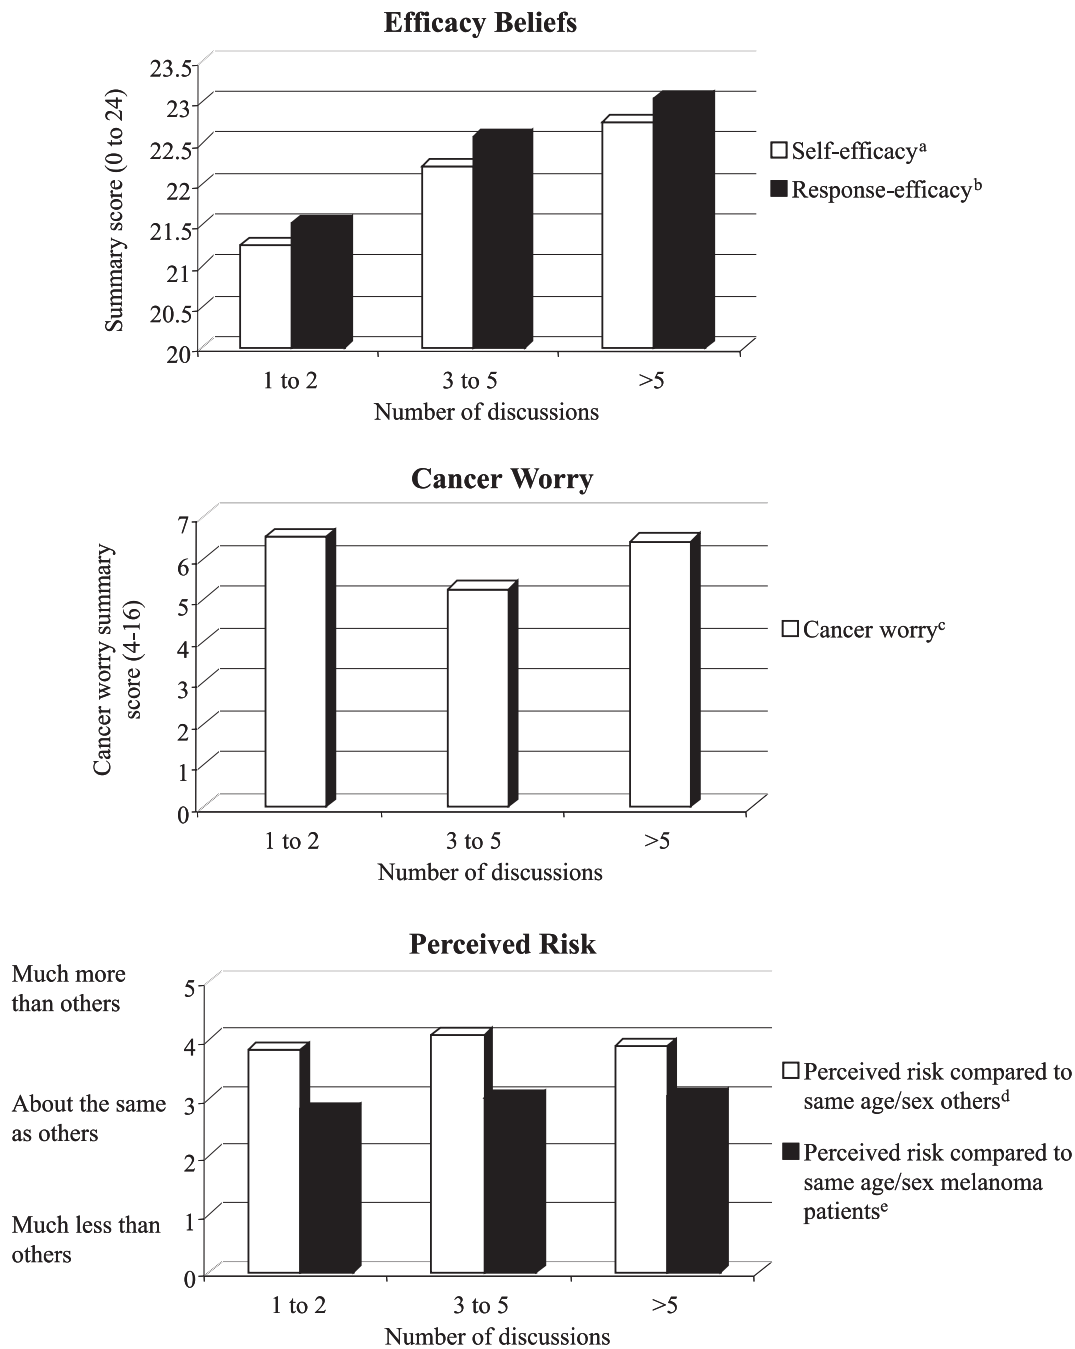 Efficacy Beliefs
Summary score (0 to 24)
23.5
23
22.5
22
21.5
21
20.5
20
1 to 2
3 to 5
>5
Number of discussions
Self-efficacyᵃ
Response-efficacyᵇ
Cancer Worry
Cancer worry summary
score (4-16)
7
6
5
4
3
2
1
0
1 to 2
3 to 5
>5
Number of discussions
Cancer worryᶜ
Perceived Risk
Much more
than others
About the same
as others
Much less than
others
5
4
3
2
1
0
1 to 2
3 to 5
>5
Number of discussions
Perceived risk compared to
same age/sex othersᵈ
Perceived risk compared to
same age/sex melanoma
patientsᵉ